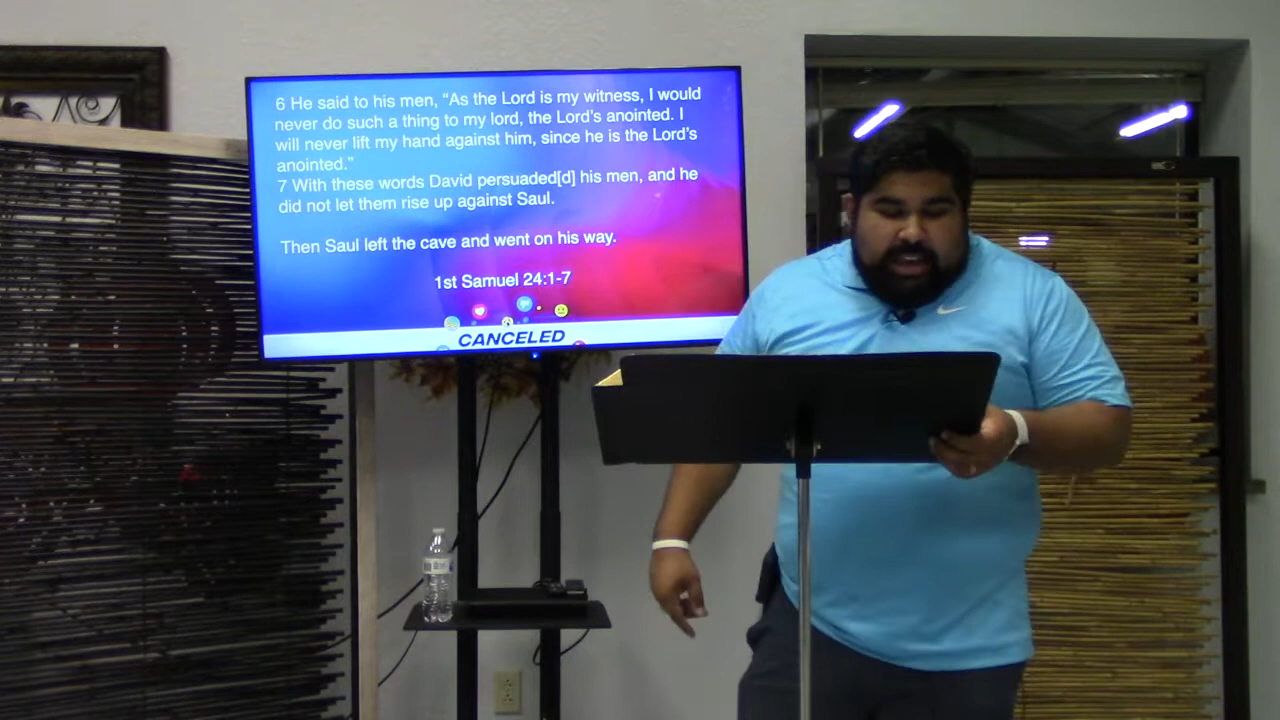 6 He said to his men, “As the Lord is my witness, I would
never do such a thing to my lord, the Lord’s anointed. I
will never lift my hand against him, since he is the Lord’s
anointed.”
7 With these words David persuaded[d] his men, and he
did not let them rise up against Saul.
Then Saul left the cave and went on his way.
1st Samuel 24:1-7
CANCELED